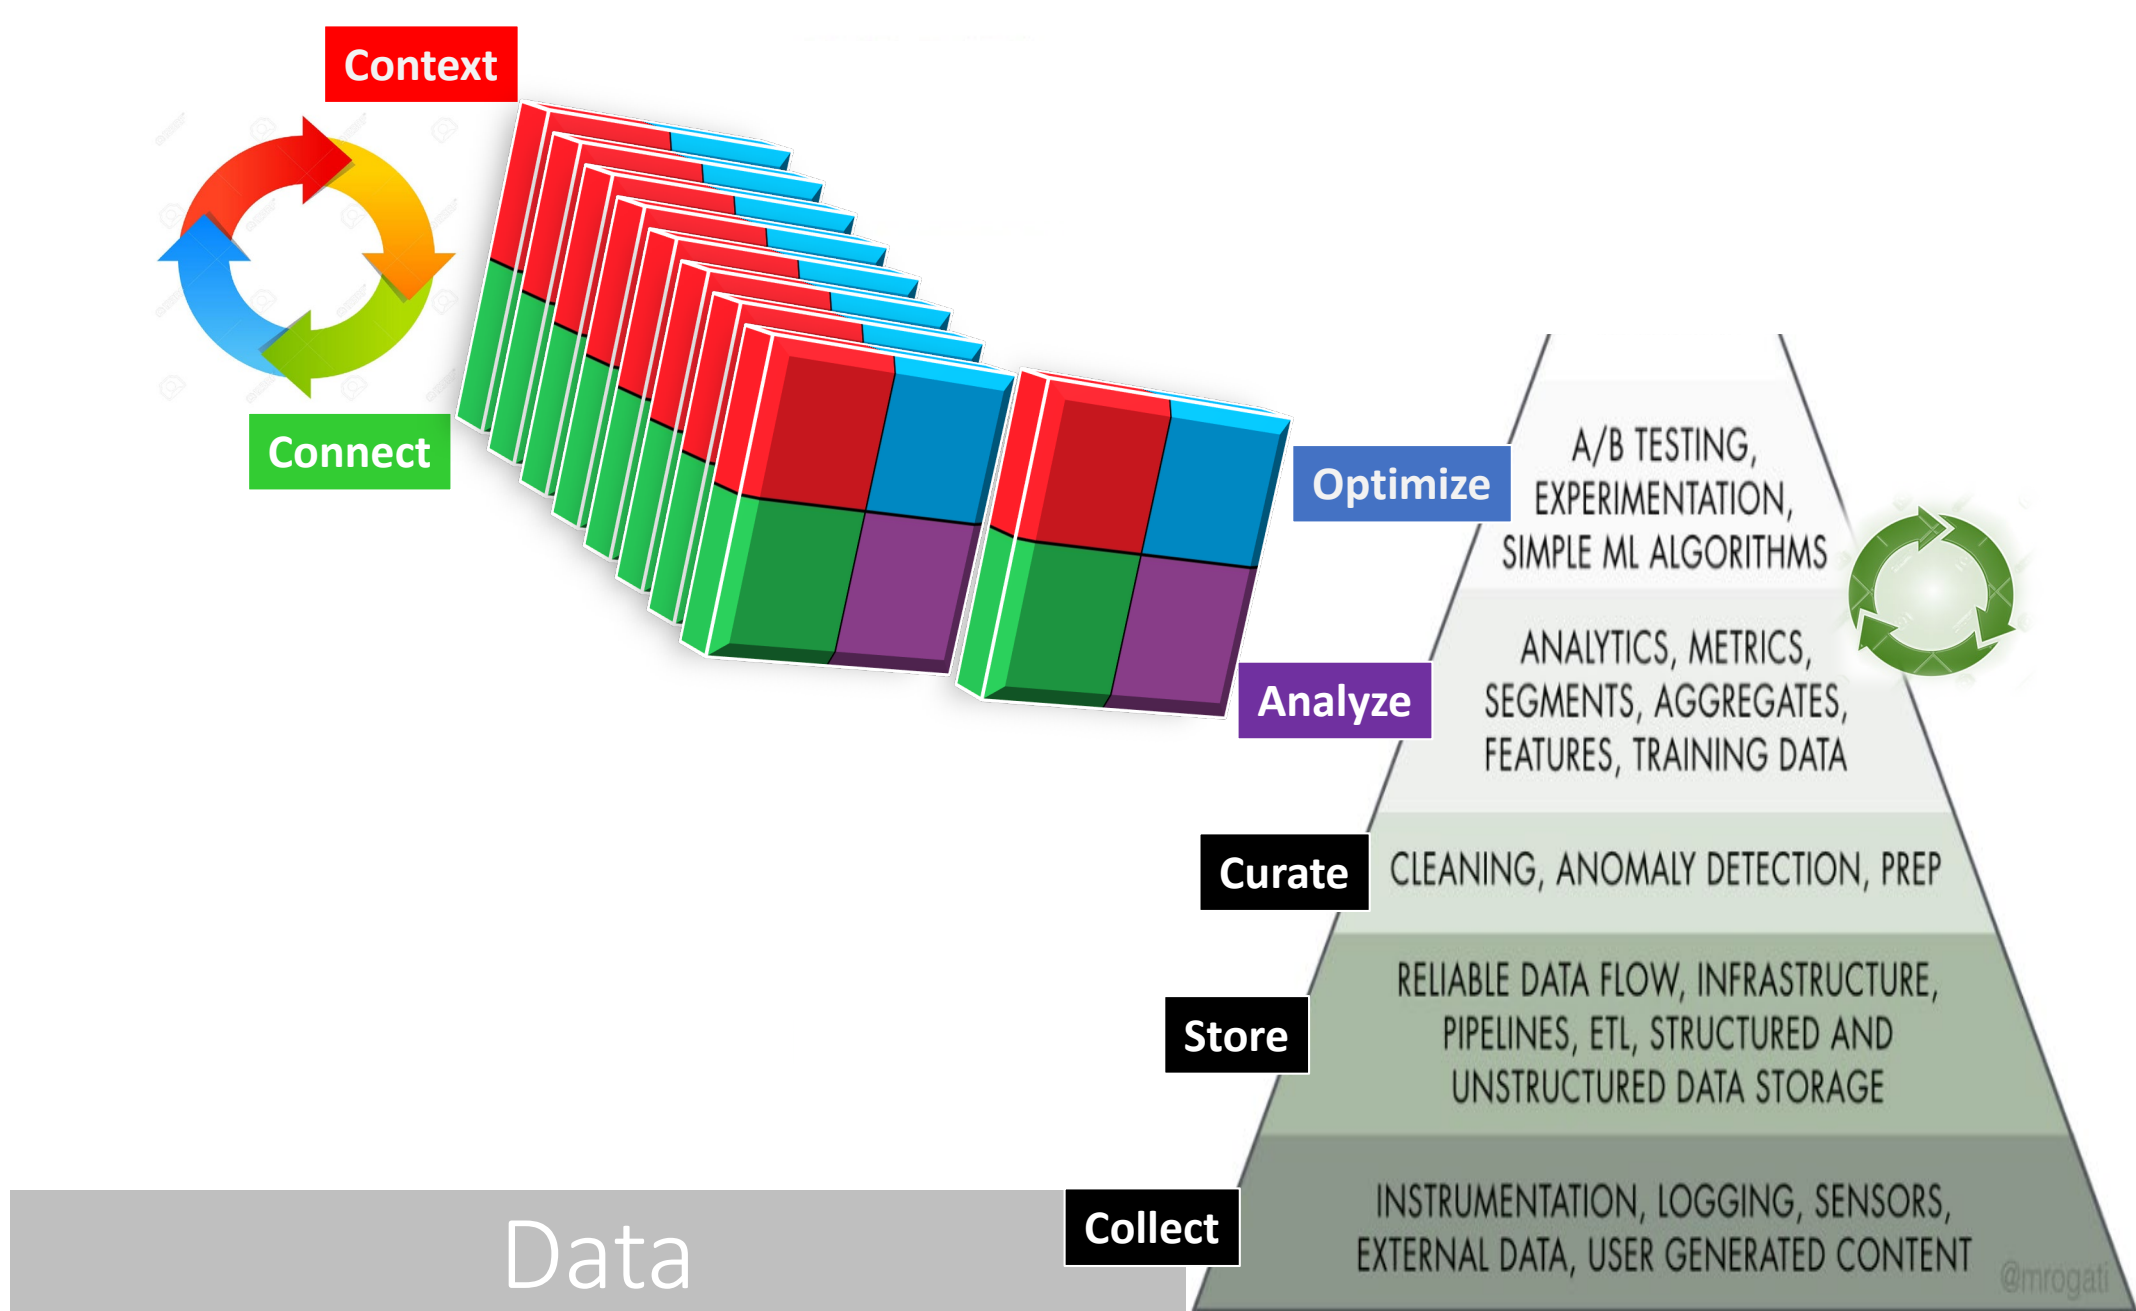 Context
Connect
Optimize
A/B TESTING,
EXPERIMENTATION,
SIMPLE ML ALGORITHMS
Analyze
ANALYTICS, METRICS,
SEGMENTS, AGGREGATES,
FEATURES, TRAINING DATA
Curate
CLEANING, ANOMALY DETECTION, PREP
Store
RELIABLE DATA FLOW, INFRASTRUCTURE,
PIPELINES, ETL, STRUCTURED AND
UNSTRUCTURED DATA STORAGE
Collect
INSTRUMENTATION, LOGGING, SENSORS,
EXTERNAL DATA, USER GENERATED CONTENT
@mrogati
Data